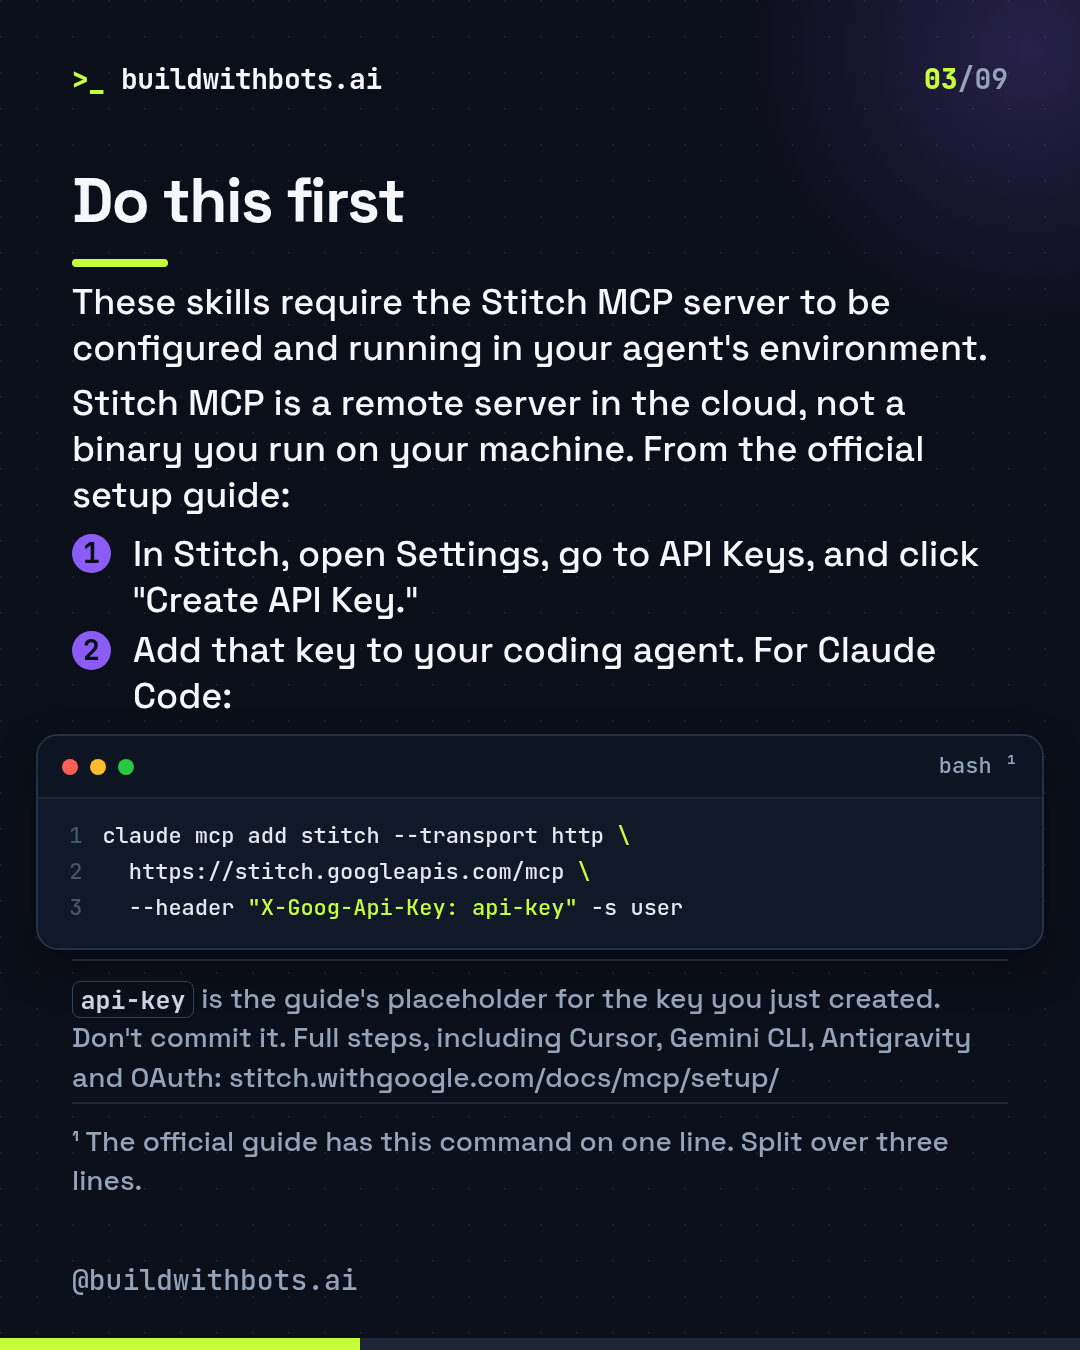 >_ buildwithbots.ai
03/09
Do this first
These skills require the Stitch MCP server to be
configured and running in your agent's environment.
Stitch MCP is a remote server in the cloud, not a
binary you run on your machine. From the official
setup guide:
1 In Stitch, open Settings, go to API Keys, and click
"Create API Key."
2 Add that key to your coding agent. For Claude
Code:
bash ¹
1 claude mcp add stitch --transport http \
2   https://stitch.googleapis.com/mcp \
3   --header "X-Goog-Api-Key: api-key" -s user
api-key is the guide's placeholder for the key you just created.
Don't commit it. Full steps, including Cursor, Gemini CLI, Antigravity
and OAuth: stitch.withgoogle.com/docs/mcp/setup/
¹ The official guide has this command on one line. Split over three
lines.
@buildwithbots.ai